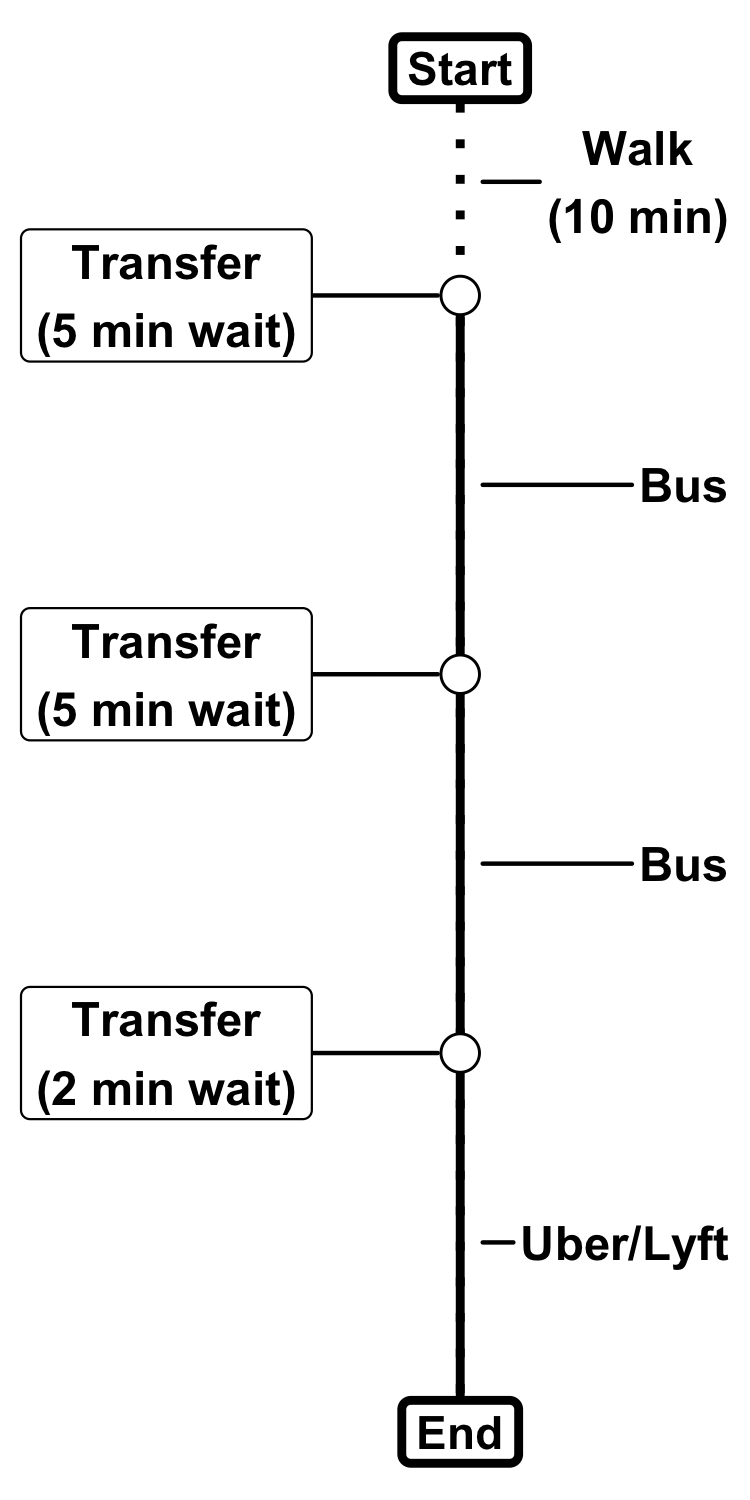 Start
Walk
(10 min)
Transfer
(5 min wait)
Bus
Transfer
(5 min wait)
Bus
Transfer
(2 min wait)
Uber/Lyft
End